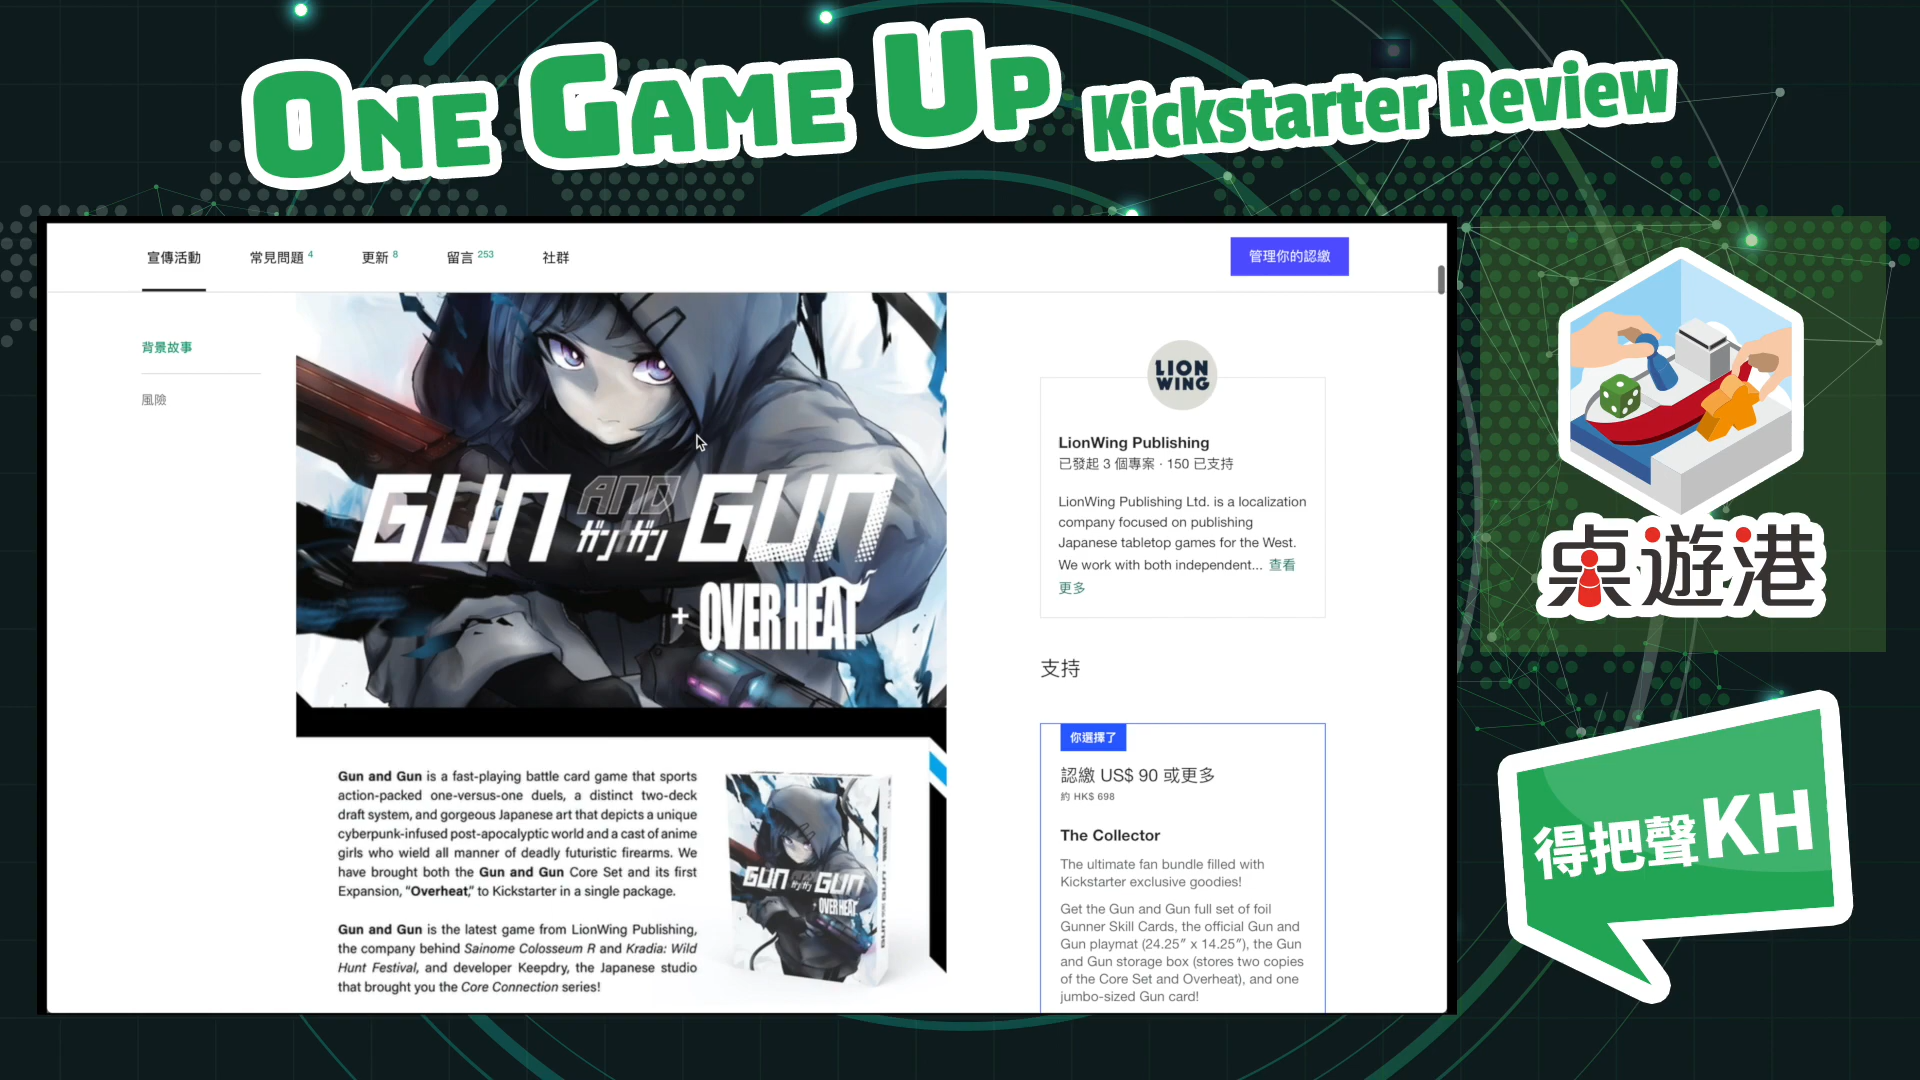 One Game Up Kickstarter Review
宣傳活動 常見問題 4 更新 8 留言 253 社群
管理你的認繳
背景故事
風險
GUN AND GUN
ガンガン
+ OVERHEAT
Gun and Gun is a fast-playing battle card game that sports
action-packed one-versus-one duels, a distinct two-deck
draft system, and gorgeous Japanese art that depicts a unique
cyberpunk-infused post-apocalyptic world and a cast of anime
girls who wield all manner of deadly futuristic firearms. We
have brought both the Gun and Gun Core Set and its first
Expansion, "Overheat," to Kickstarter in a single package.
Gun and Gun is the latest game from LionWing Publishing,
the company behind Sainome Colosseum R and Kradia: Wild
Hunt Festival, and developer Keepdry, the Japanese studio
that brought you the Core Connection series!
GUN AND GUN
ガンガン
+ OVERHEAT
LION
WING
LionWing Publishing
已發起 3 個專案 · 150 已支持
LionWing Publishing Ltd. is a localization
company focused on publishing
Japanese tabletop games for the West.
We work with both independent... 查看
更多
支持
你選擇了
認繳 US$ 90 或更多
約 HK$ 698
The Collector
The ultimate fan bundle filled with
Kickstarter exclusive goodies!
Get the Gun and Gun full set of foil
Gunner Skill Cards, the official Gun and
Gun playmat (24.25″ x 14.25″), the Gun
and Gun storage box (stores two copies
of the Core Set and Overheat), and one
jumbo-sized Gun card!
桌遊港
得把聲KH